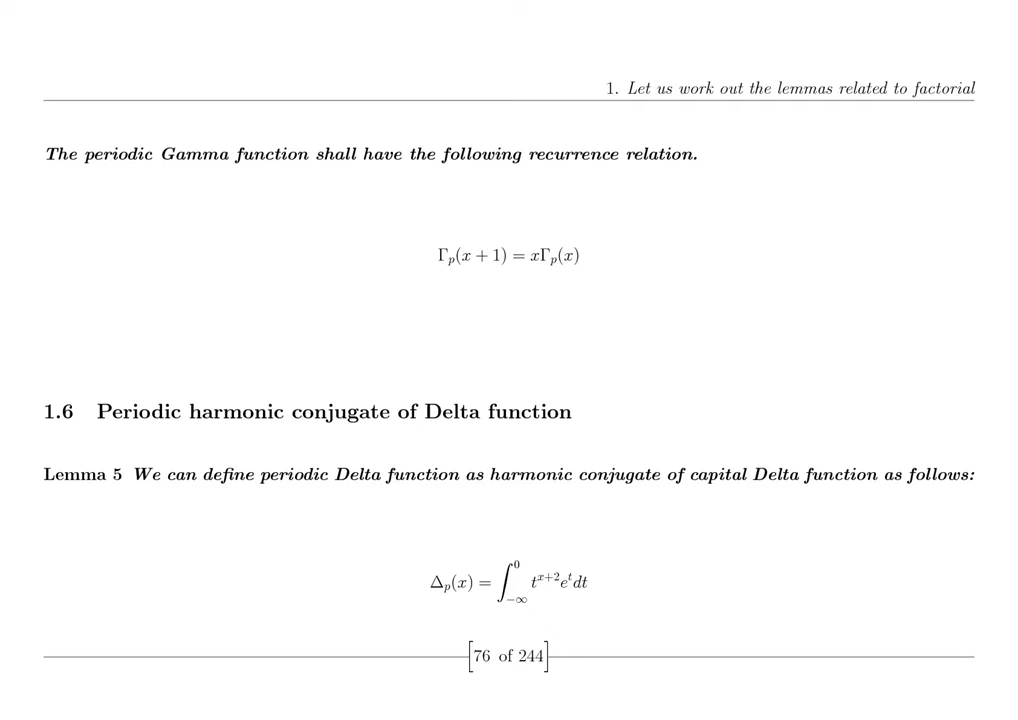 1. Let us work out the lemmas related to factorial
The periodic Gamma function shall have the following recurrence relation.
Γₚ(x + 1) = xΓₚ(x)
1.6 Periodic harmonic conjugate of Delta function
Lemma 5 We can define periodic Delta function as harmonic conjugate of capital Delta function as follows:
Δₚ(x) = ∫_{−∞}^{0} t^{x+2}e^{t}dt
[76 of 244]